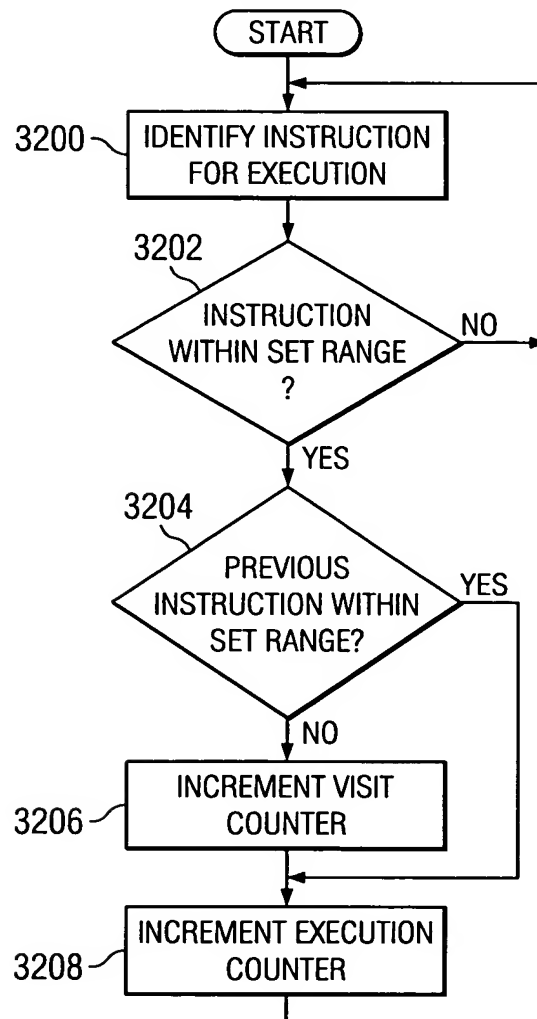 START
3200
IDENTIFY INSTRUCTION
FOR EXECUTION
3202
INSTRUCTION
WITHIN SET RANGE
?
NO
YES
3204
PREVIOUS
INSTRUCTION WITHIN
SET RANGE?
YES
NO
3206
INCREMENT VISIT
COUNTER
3208
INCREMENT EXECUTION
COUNTER